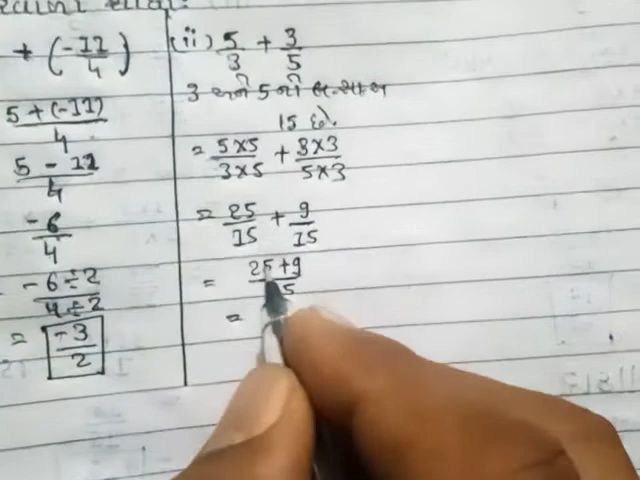 + (-11/4)
5 + (-11)/4
5 - 11/4
-6/4
-6 ÷ 2/4 ÷ 2
= -3/2
(ii) 5/3 + 3/5
3 અને 5 નો લ.સા.અ
15 છે.
= 5×5/3×5 + 3×3/5×3
= 25/15 + 9/15
= 25+9/15
=